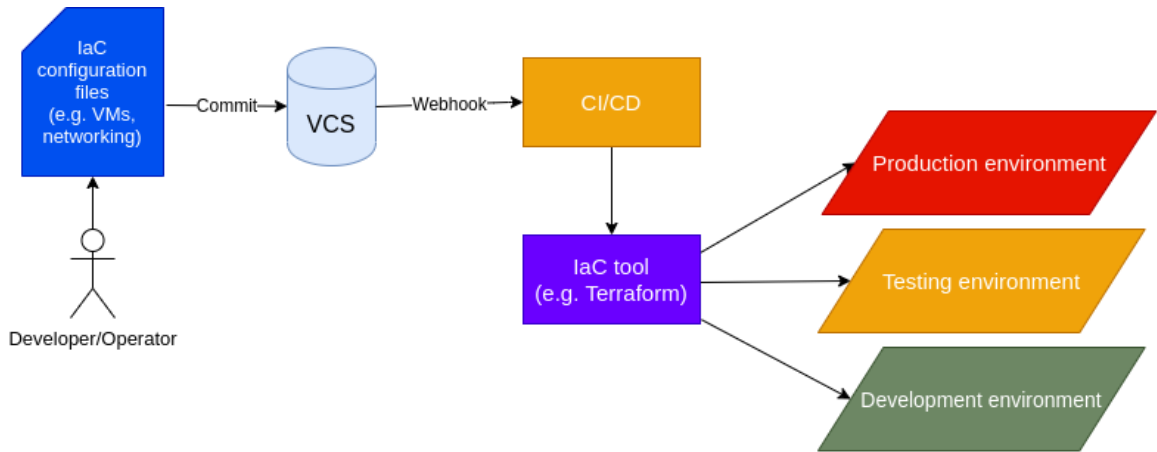 IaC
configuration
files
(e.g. VMs,
networking)
Commit
VCS
Webhook
CI/CD
Developer/Operator
IaC tool
(e.g. Terraform)
Production environment
Testing environment
Development environment